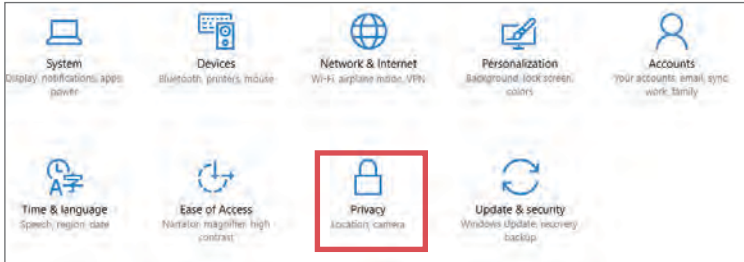 System
Display, notifications, apps, power
Devices
Bluetooth, printers, mouse
Network & Internet
Wi-Fi, airplane mode, VPN
Personalization
Background, lock screen, colors
Accounts
Your accounts, email, sync, work, family
A字
Time & language
Speech, region, date
Ease of Access
Narrator, magnifier, high contrast
Privacy
Location, camera
Update & security
Windows Update, recovery, backup